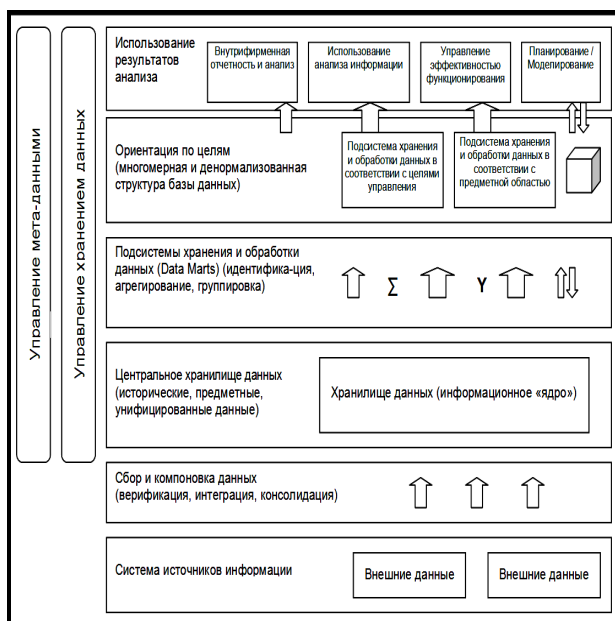 Управление мета-данными
Управление хранением данных
Использование
результатов
анализа
Внутрифирменная
отчетность и анализ
Использование
анализа информации
Управление
эффективностью
функционирования
Планирование /
Моделирование
Ориентация по целям
(многомерная и денормализованная
структура базы данных)
Подсистема хранения
и обработки
данных в
соответствии с целями
управления
Подсистема хранения
и обработки данных в
соответствии с
предметной областью
Подсистемы хранения и обработки
данных (Data Marts) (идентифика-ция,
агрегирование, группировка)
Σ
Y
Центральное хранилище данных
(исторические, предметные,
унифицированные данные)
Хранилище данных (информационное «ядро»)
Сбор и компоновка данных
(верификация, интеграция, консолидация)
Система источников информации
Внешние данные
Внешние данные